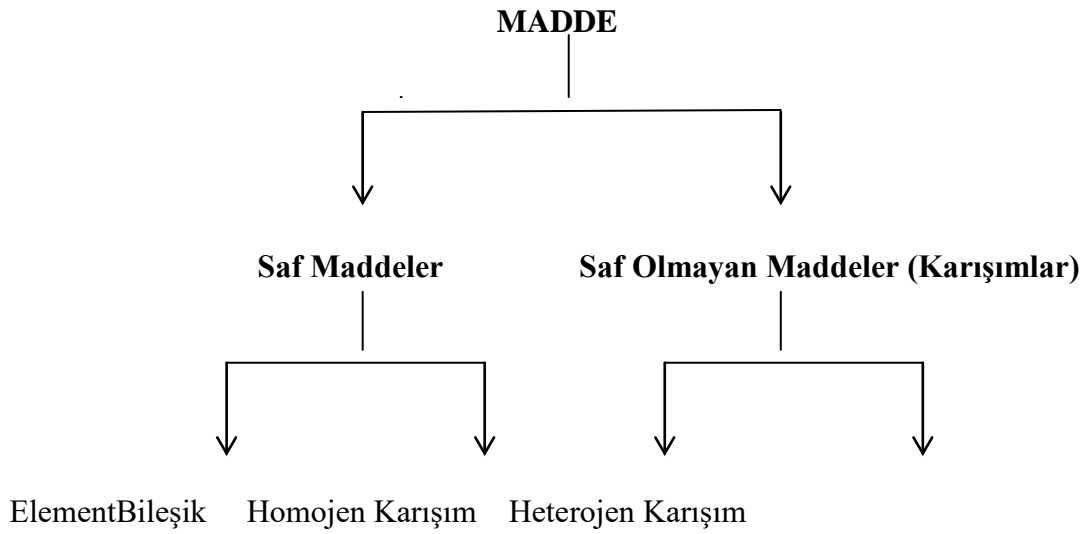 MADDE
Saf Maddeler Saf Olmayan Maddeler (Karışımlar)
ElementBileşik Homojen Karışım Heterojen Karışım